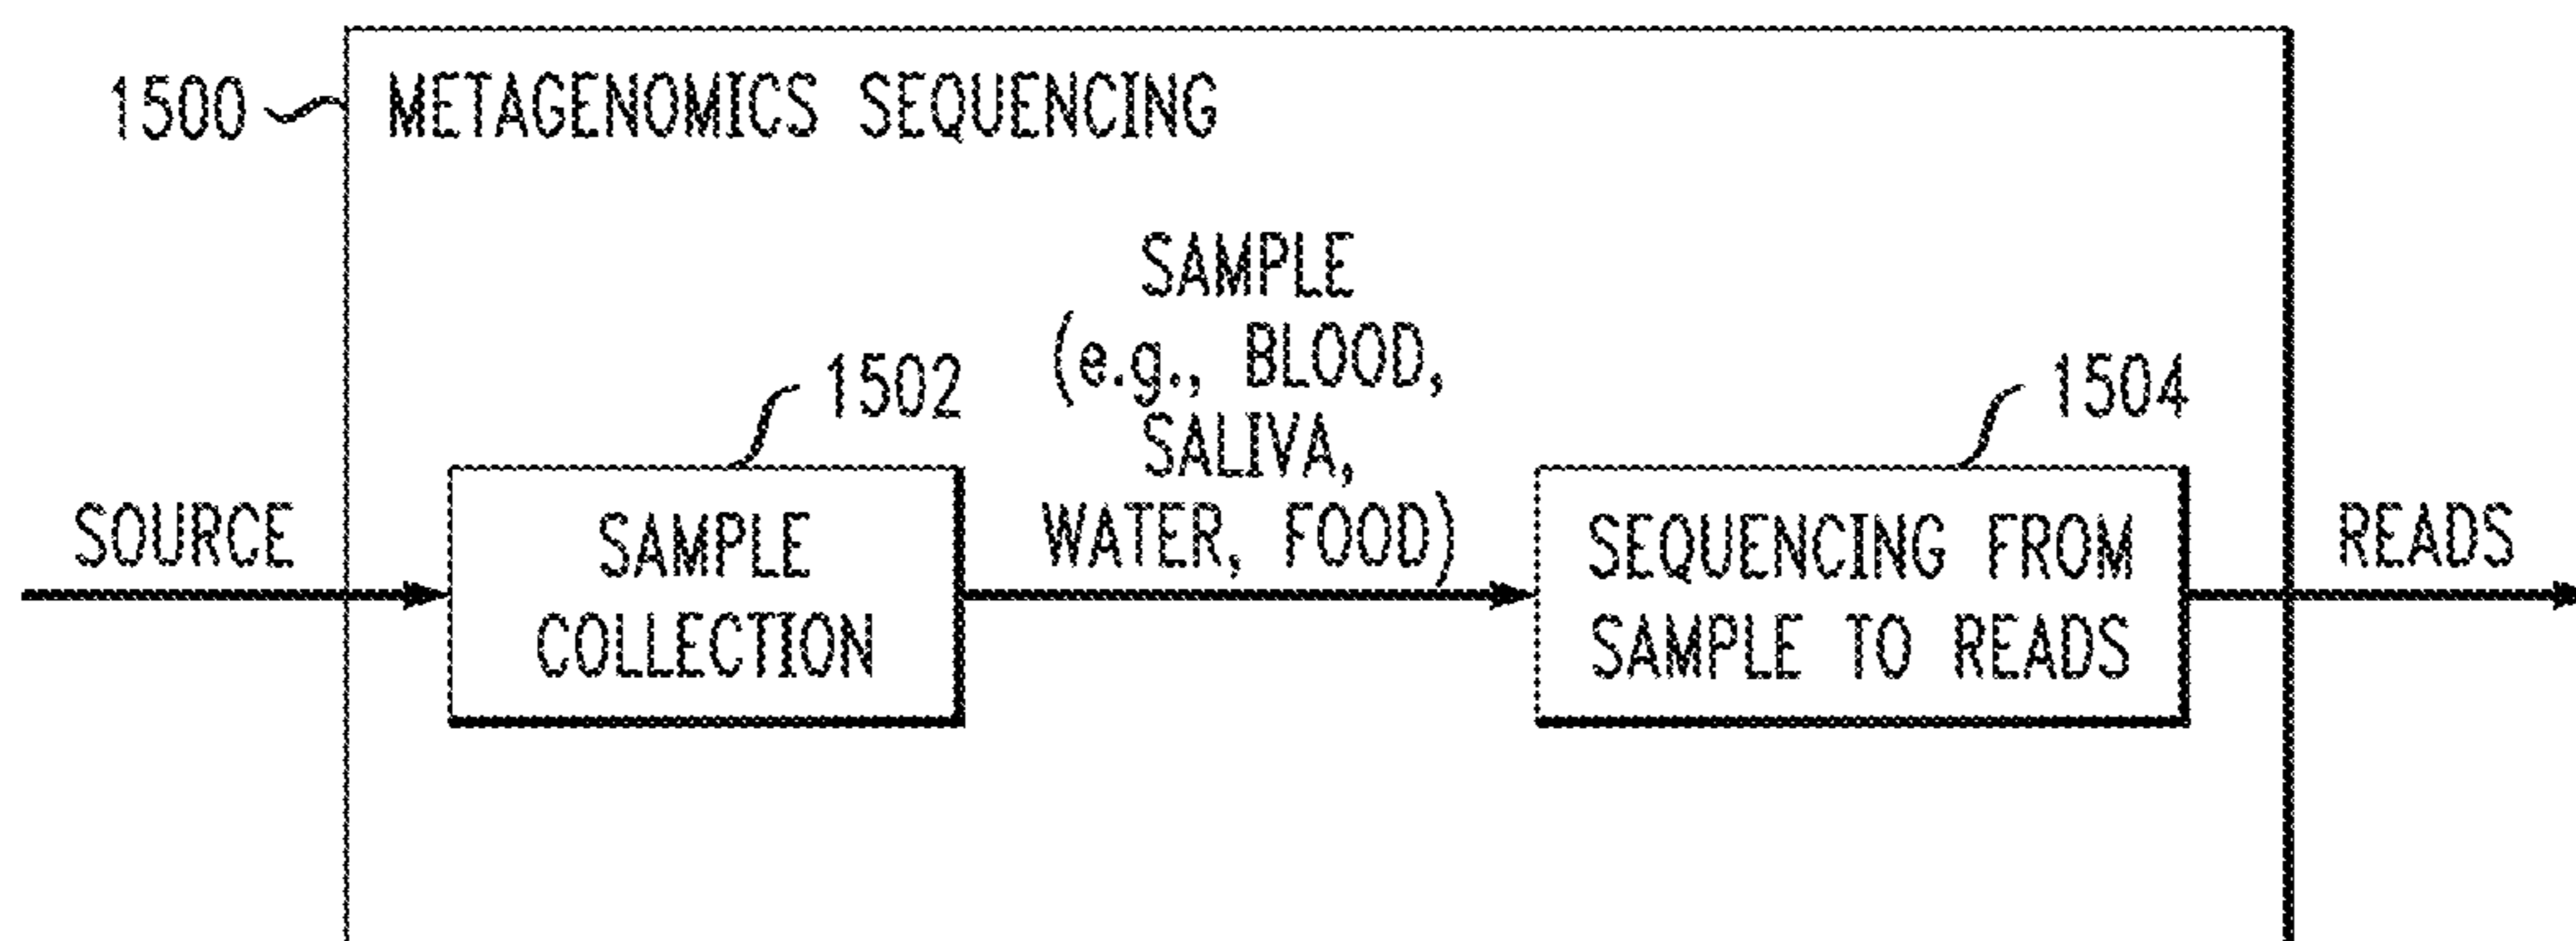 1500
METAGENOMICS SEQUENCING
SAMPLE
(e.g., BLOOD,
SALIVA,
WATER, FOOD)
1502
1504
SOURCE
SAMPLE
COLLECTION
SEQUENCING FROM
SAMPLE TO READS
READS